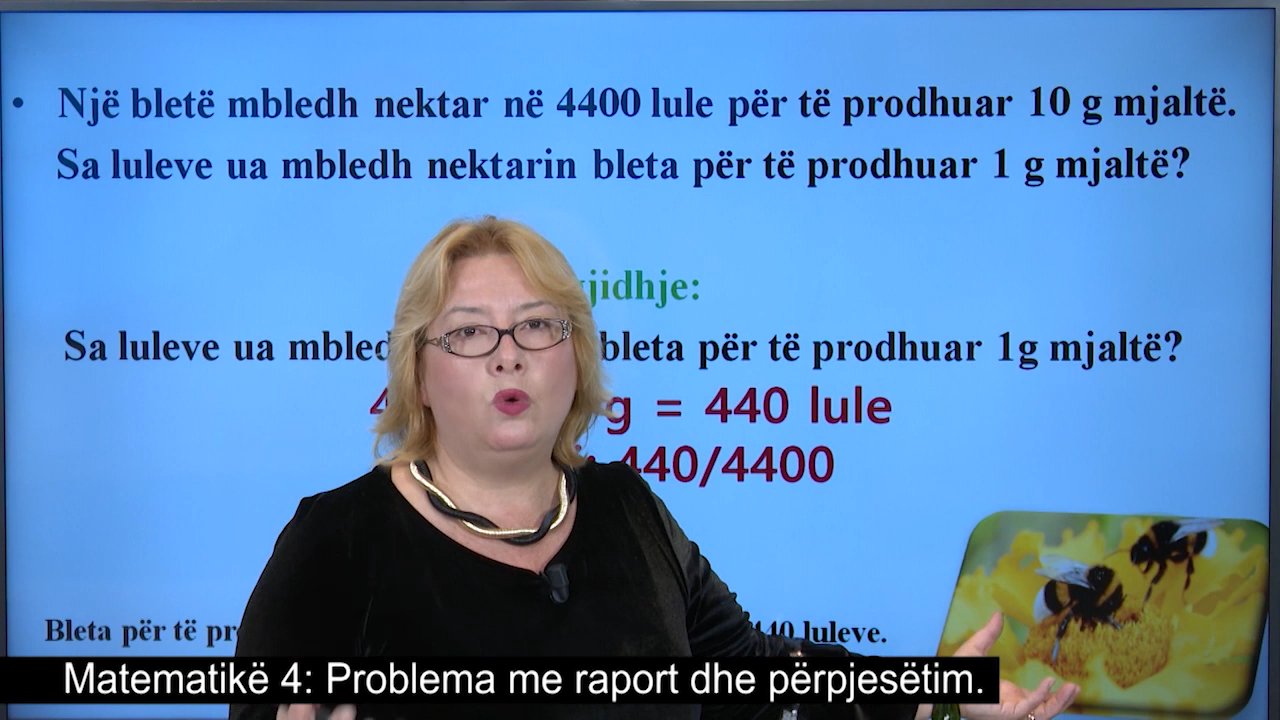 • Një bletë mbledh nektar në 4400 lule për të prodhuar 10 g mjaltë.
Sa luleve ua mbledh nektarin bleta për të prodhuar 1 g mjaltë?
gjidhje:
Sa luleve ua mbled bleta për të prodhuar 1g mjaltë?
g = 440 lule
440/4400
Bleta për të pr 440 luleve.
Matematikë 4: Problema me raport dhe përpjesëtim.